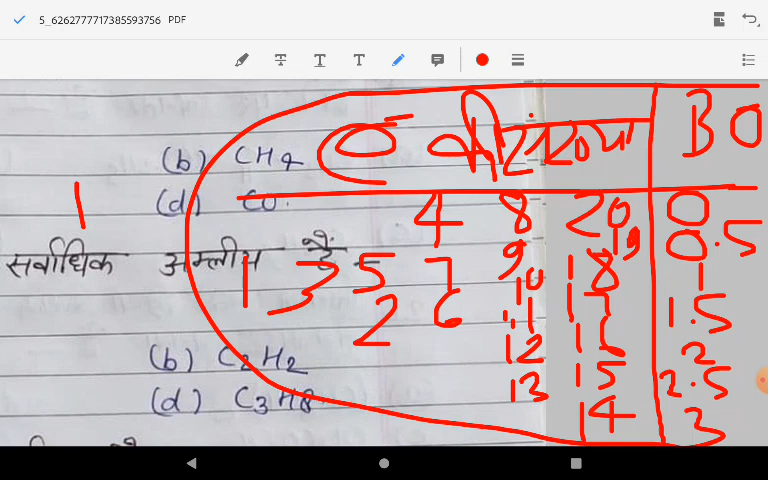 5_6262777717385593756 PDF
B O
(b) CH4
(d) CO.
1
4 8 20 0
9 19 0.5
सर्वाधिक अम्लीय हैं -
1 3 5 7 10 18 1
2 6 11 17 1.5
(b) C2H2
12 16 2
(d) C3H8
13 15 2.5
14 3